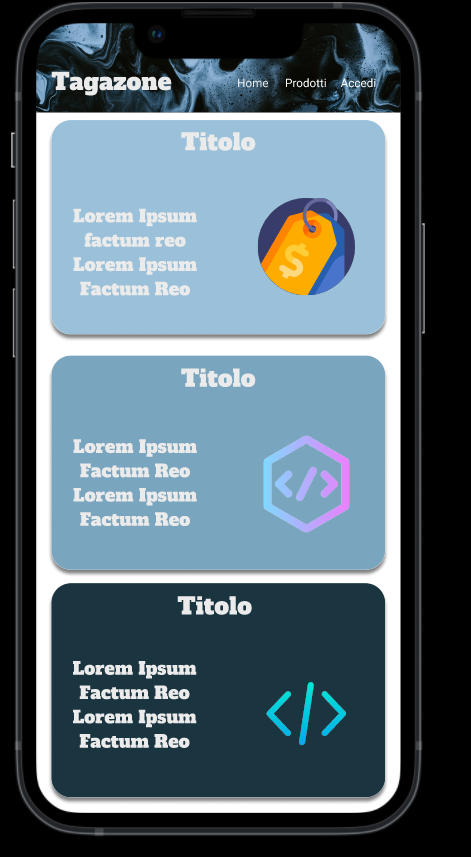 Tagazone
Home Prodotti Accedi
Titolo
Lorem Ipsum
factum reo
Lorem Ipsum
Factum Reo
$
Titolo
Lorem Ipsum
Factum Reo
Lorem Ipsum
Factum Reo
</>
Titolo
Lorem Ipsum
Factum Reo
Lorem Ipsum
Factum Reo
</>